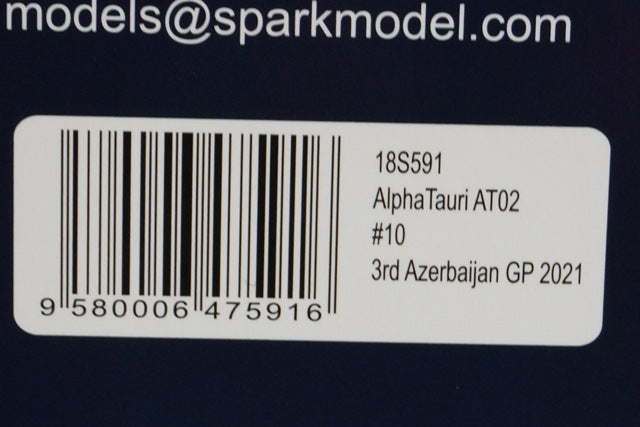 models@sparkmodel.com
18S591
AlphaTauri AT02
#10
3rd Azerbaijan GP 2021
9 580006 475916